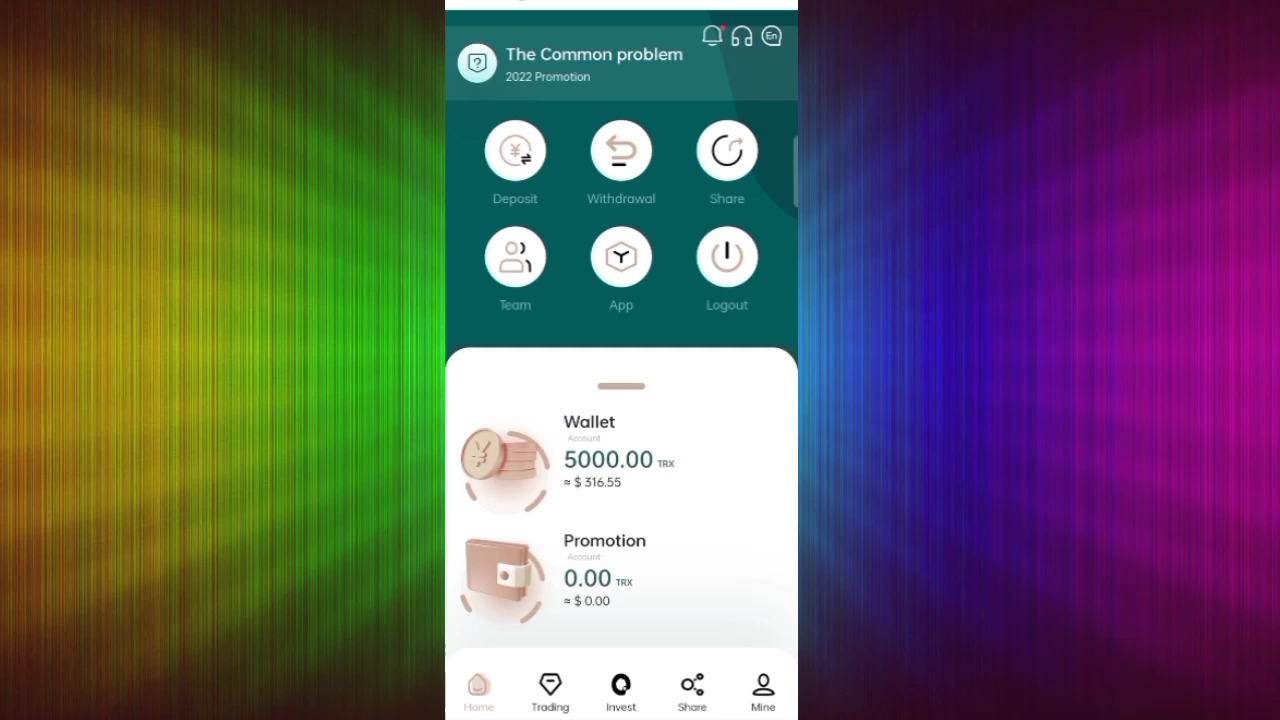 En
The Common problem
2022 Promotion
Deposit
Withdrawal
Share
Team
App
Logout
Wallet
Account
5000.00 TRX
≈ $ 316.55
Promotion
Account
0.00 TRX
≈ $ 0.00
Home
Trading
Invest
Share
Mine